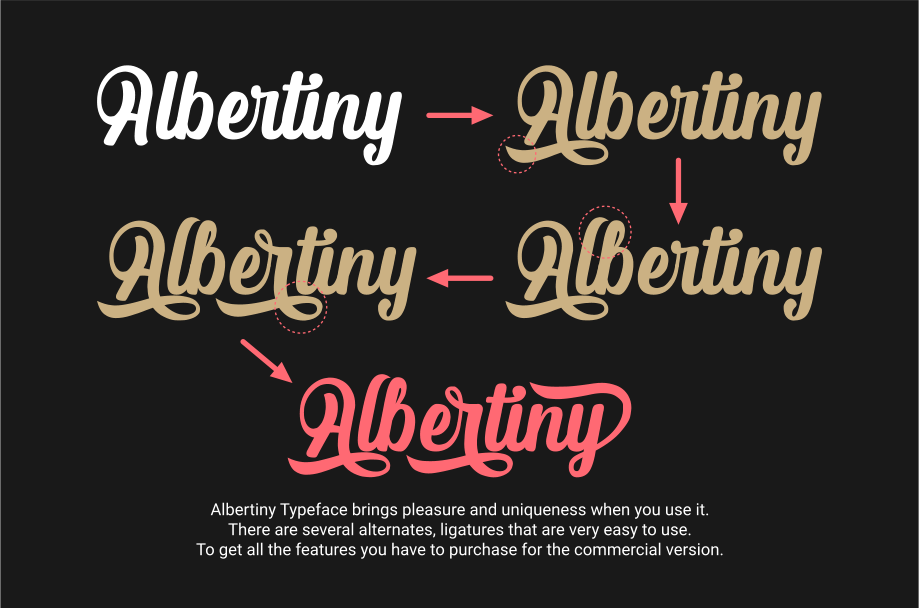 Albertiny
Albertiny
Albertiny
Albertiny
Albertiny
Albertiny Typeface brings pleasure and uniqueness when you use it.
There are several alternates, ligatures that are very easy to use.
To get all the features you have to purchase for the commercial version.